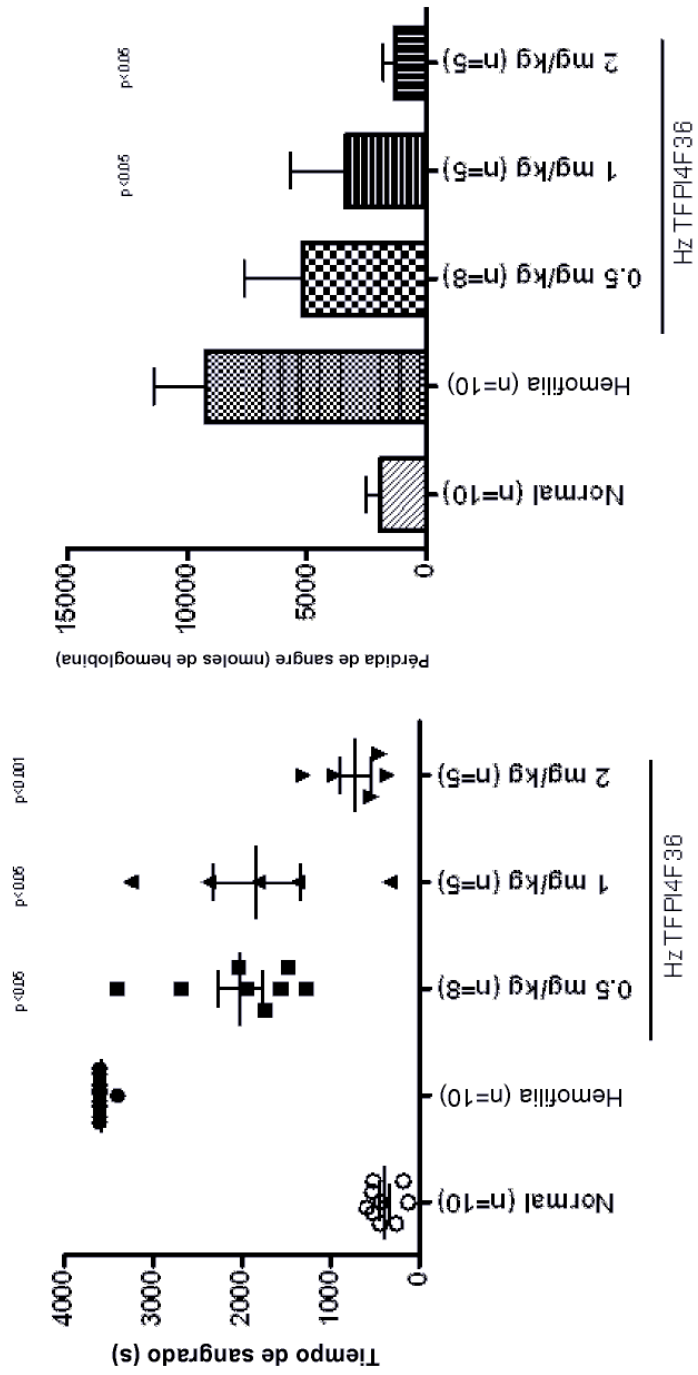 Tiempo de sangrado (s)
4000
3000
2000
1000
0
p<0.05
p<0.05
p<0.001
Normal (n=10)
Hemofilia (n=10)
0.5 mg/kg (n=8)
1 mg/kg (n=5)
2 mg/kg (n=5)
Hz TFPI4F36
Pérdida de sangre (nmoles de hemoglobina)
15000
10000
5000
0
p<0.05
p<0.05
Normal (n=10)
Hemofilia (n=10)
0.5 mg/kg (n=8)
1 mg/kg (n=5)
2 mg/kg (n=5)
Hz TFPI4F36